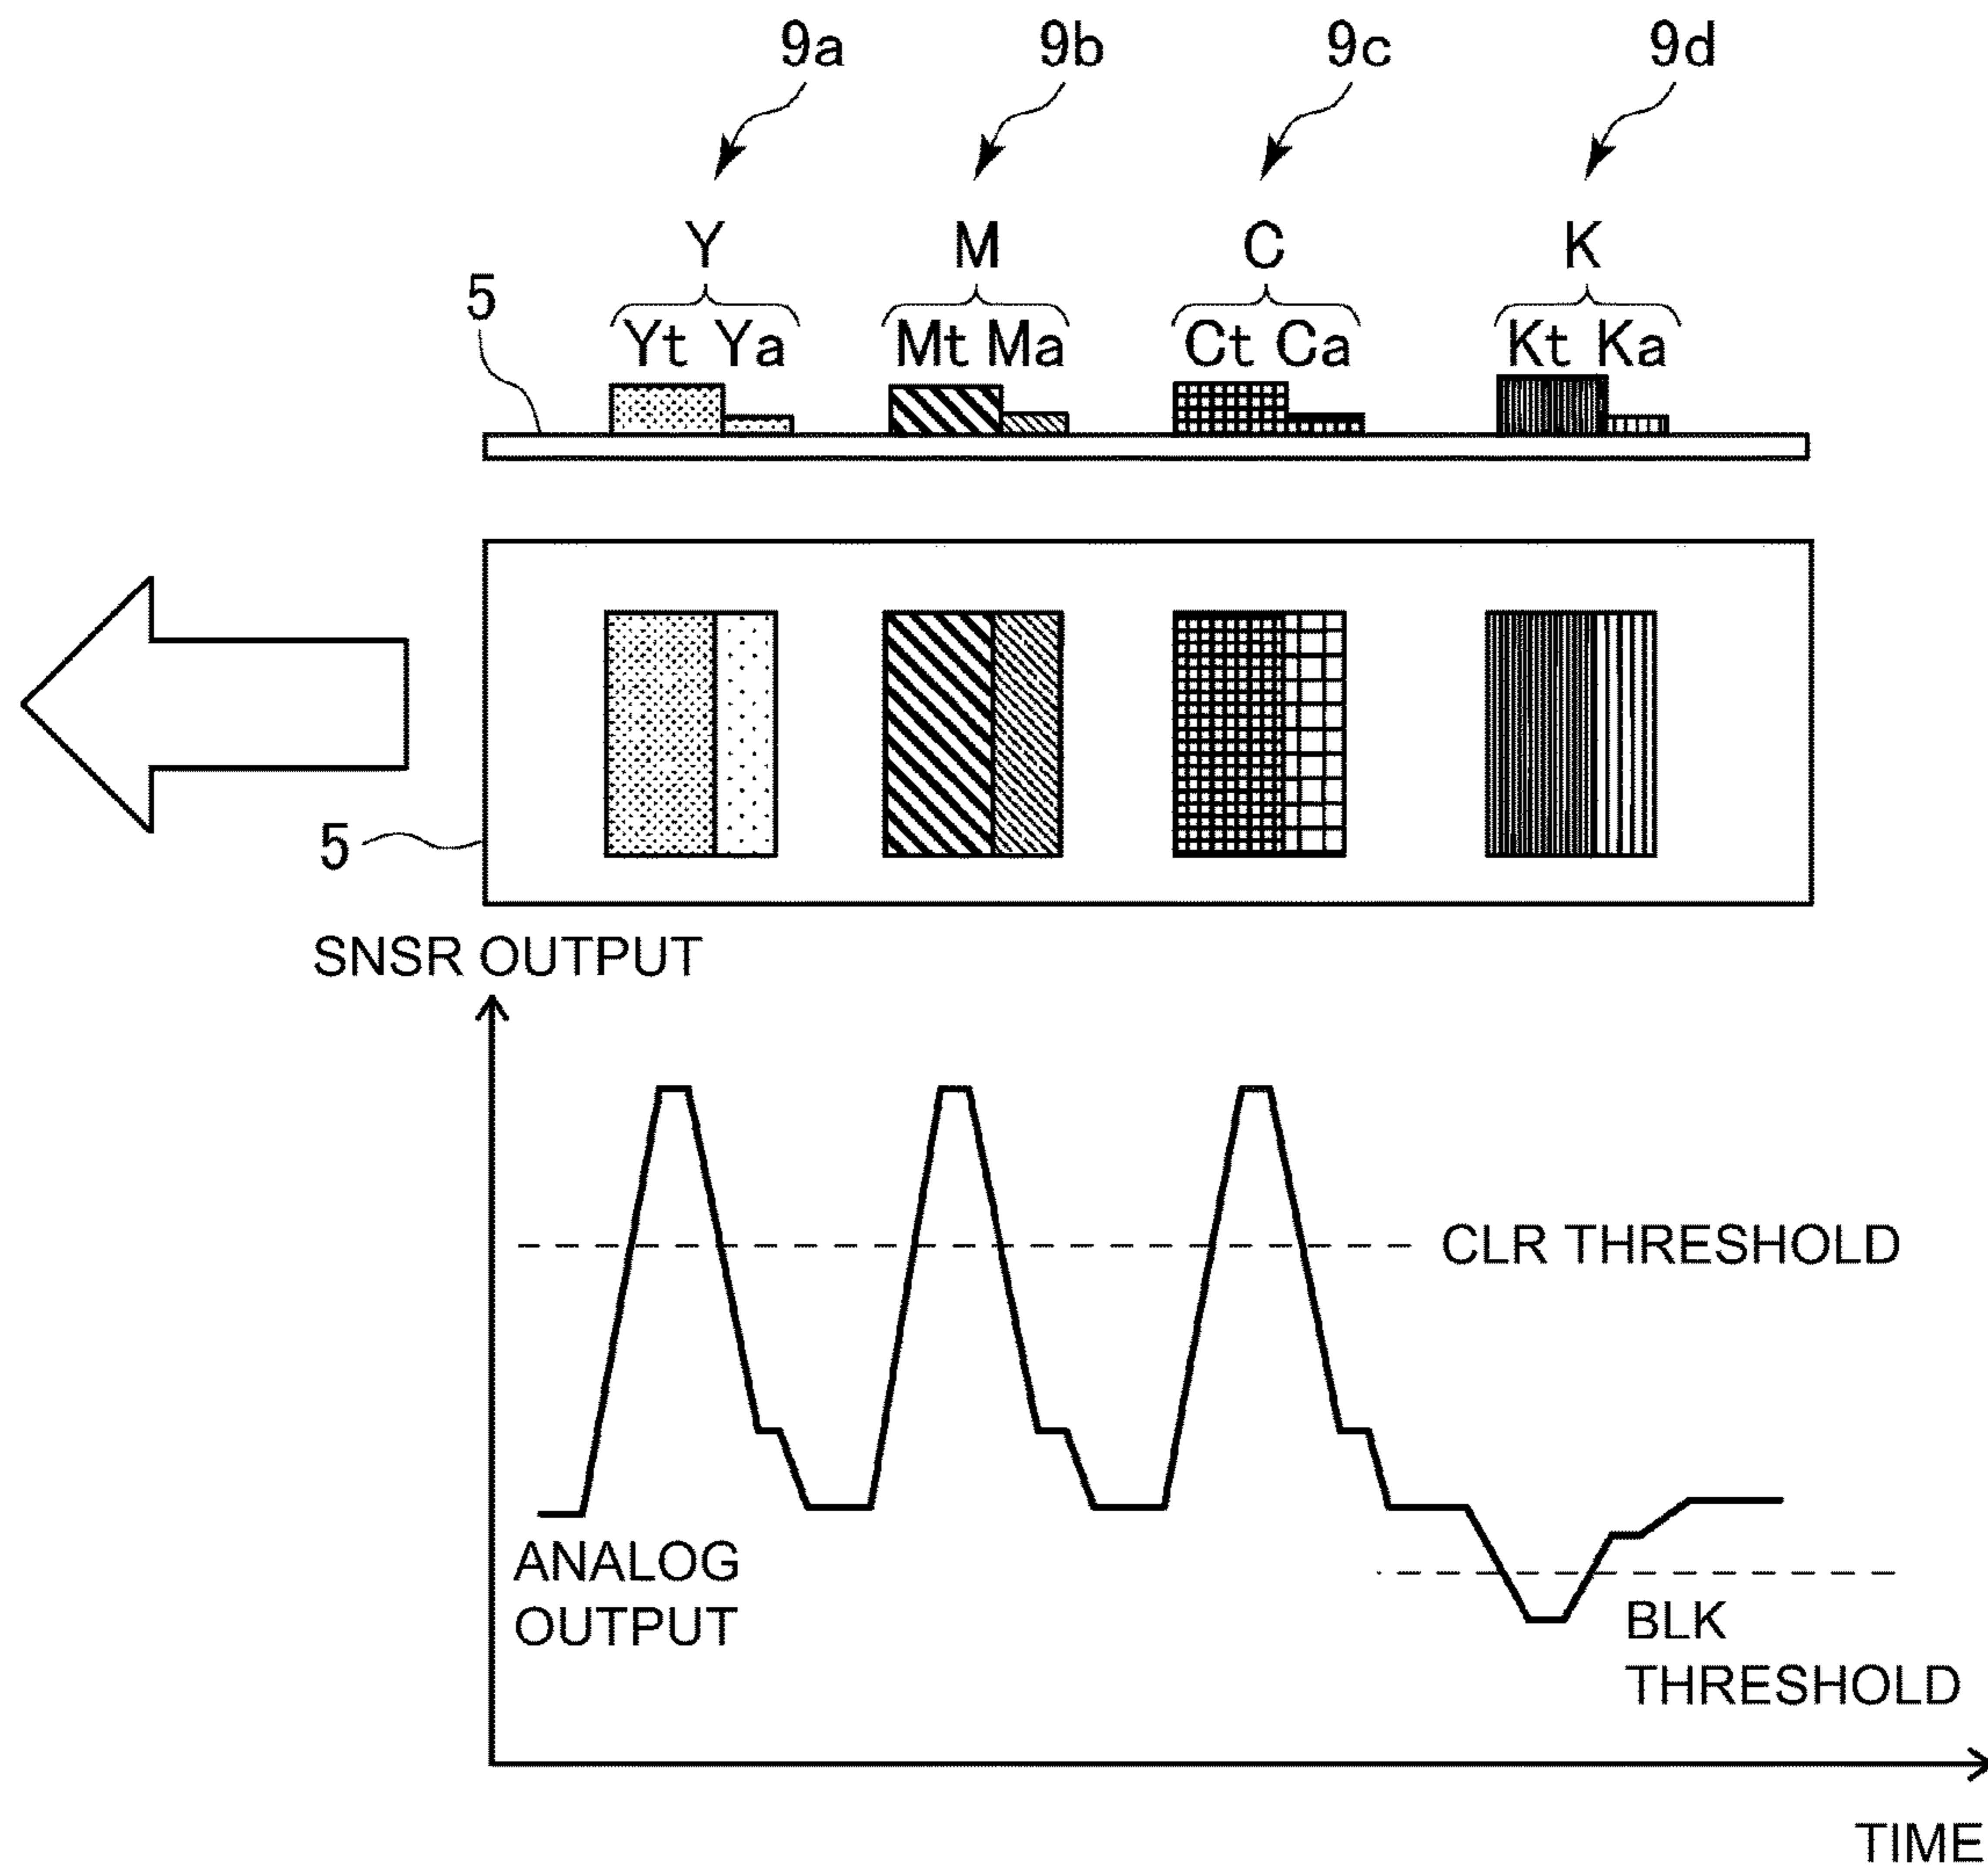 9a 9b 9c 9d
Y M C K
5
Yt Ya Mt Ma Ct Ca Kt Ka
5
SNSR OUTPUT
CLR THRESHOLD
ANALOG
OUTPUT
BLK
THRESHOLD
TIME